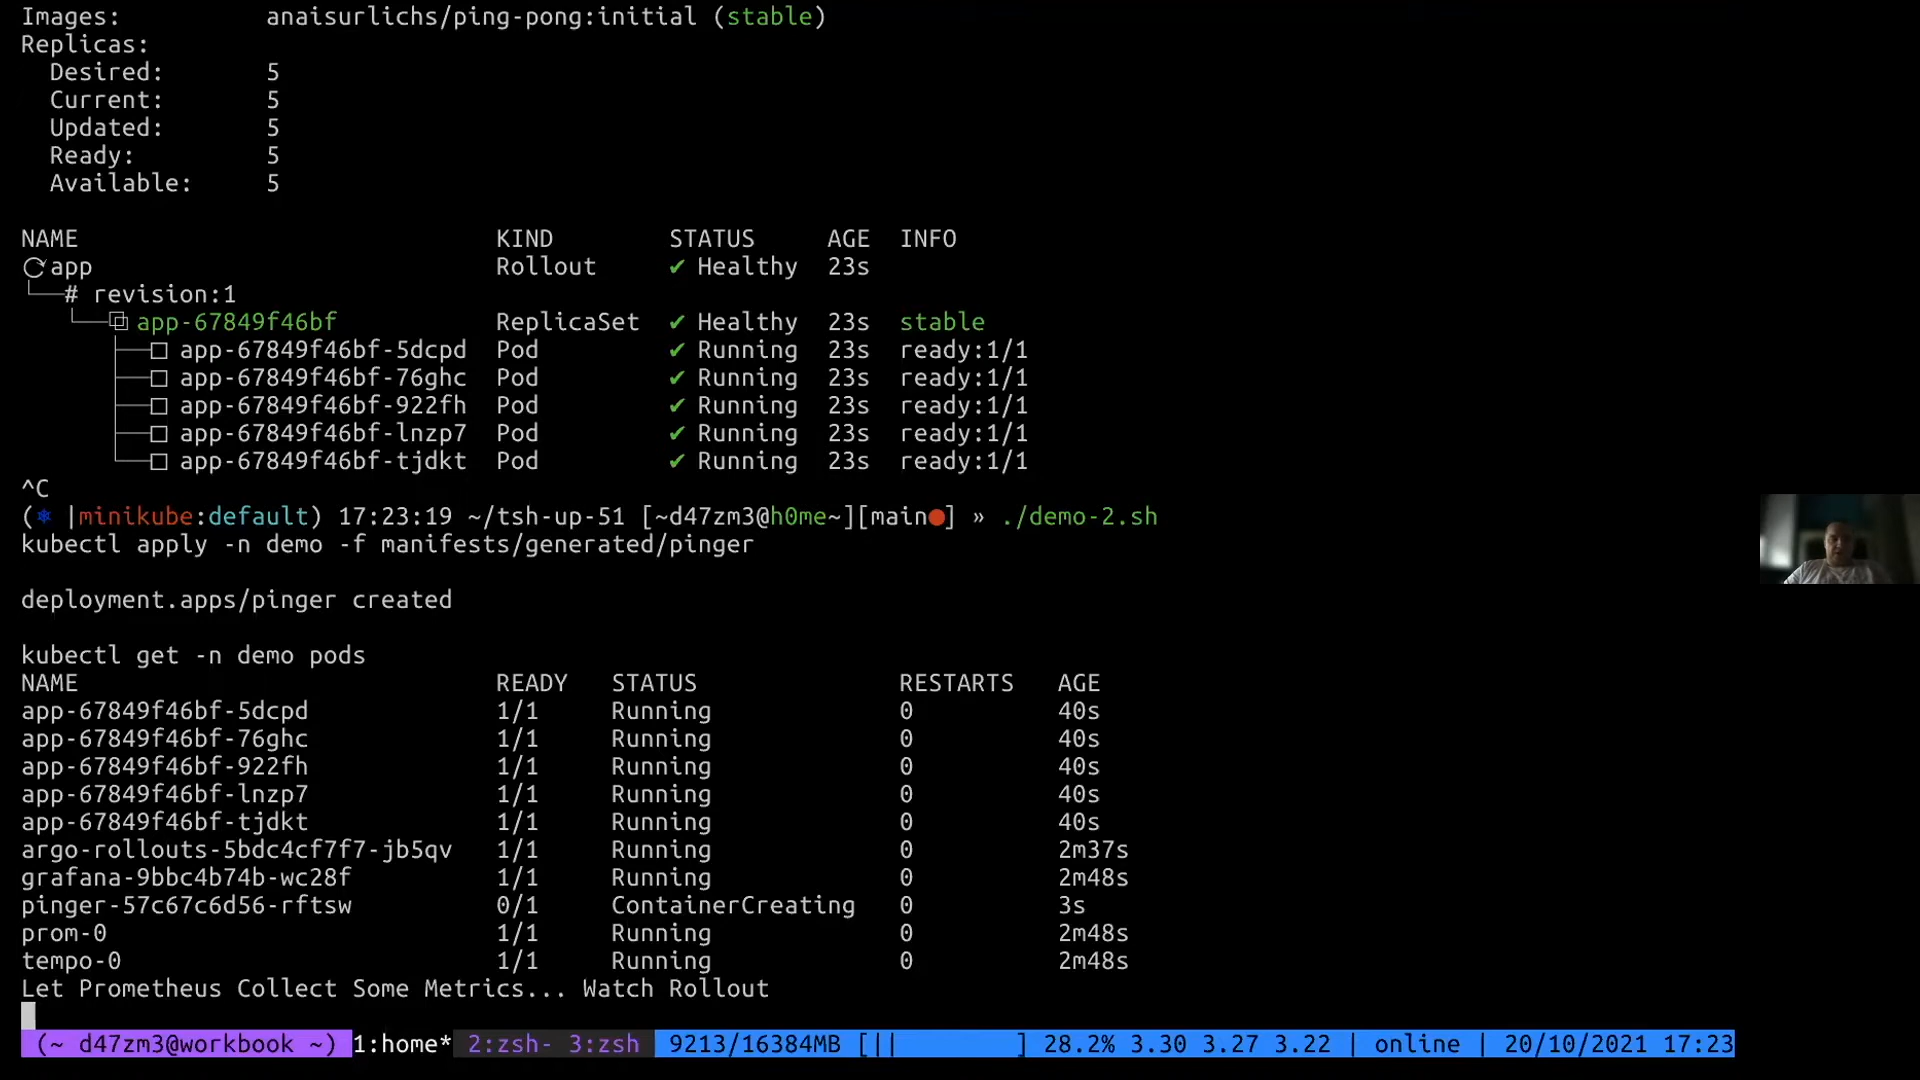 Images: anaisurlichs/ping-pong:initial (stable)
Replicas:
Desired: 5
Current: 5
Updated: 5
Ready: 5
Available: 5
NAME KIND STATUS AGE INFO
⟳ app Rollout ✔ Healthy 23s
└──# revision:1
└──⧉ app-67849f46bf ReplicaSet ✔ Healthy 23s stable
├──□ app-67849f46bf-5dcpd Pod ✔ Running 23s ready:1/1
├──□ app-67849f46bf-76ghc Pod ✔ Running 23s ready:1/1
├──□ app-67849f46bf-922fh Pod ✔ Running 23s ready:1/1
├──□ app-67849f46bf-lnzp7 Pod ✔ Running 23s ready:1/1
└──□ app-67849f46bf-tjdkt Pod ✔ Running 23s ready:1/1
^C
(⎈ |minikube:default) 17:23:19 ~/tsh-up-51 [~d47zm3@h0me~][main●] » ./demo-2.sh
kubectl apply -n demo -f manifests/generated/pinger
deployment.apps/pinger created
kubectl get -n demo pods
NAME READY STATUS RESTARTS AGE
app-67849f46bf-5dcpd 1/1 Running 0 40s
app-67849f46bf-76ghc 1/1 Running 0 40s
app-67849f46bf-922fh 1/1 Running 0 40s
app-67849f46bf-lnzp7 1/1 Running 0 40s
app-67849f46bf-tjdkt 1/1 Running 0 40s
argo-rollouts-5bdc4cf7f7-jb5qv 1/1 Running 0 2m37s
grafana-9bbc4b74b-wc28f 1/1 Running 0 2m48s
pinger-57c67c6d56-rftsw 0/1 ContainerCreating 0 3s
prom-0 1/1 Running 0 2m48s
tempo-0 1/1 Running 0 2m48s
Let Prometheus Collect Some Metrics... Watch Rollout
(~ d47zm3@workbook ~) 1:home* 2:zsh- 3:zsh 9213/16384MB [|| ] 28.2% 3.30 3.27 3.22 | online | 20/10/2021 17:23